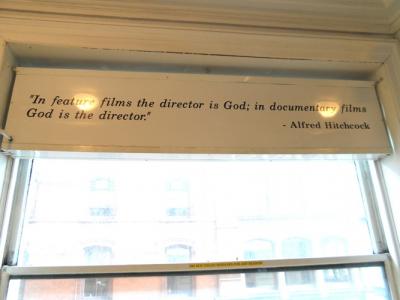 "In feature films the director is God; in documentary films
God is the director."
- Alfred Hitchcock